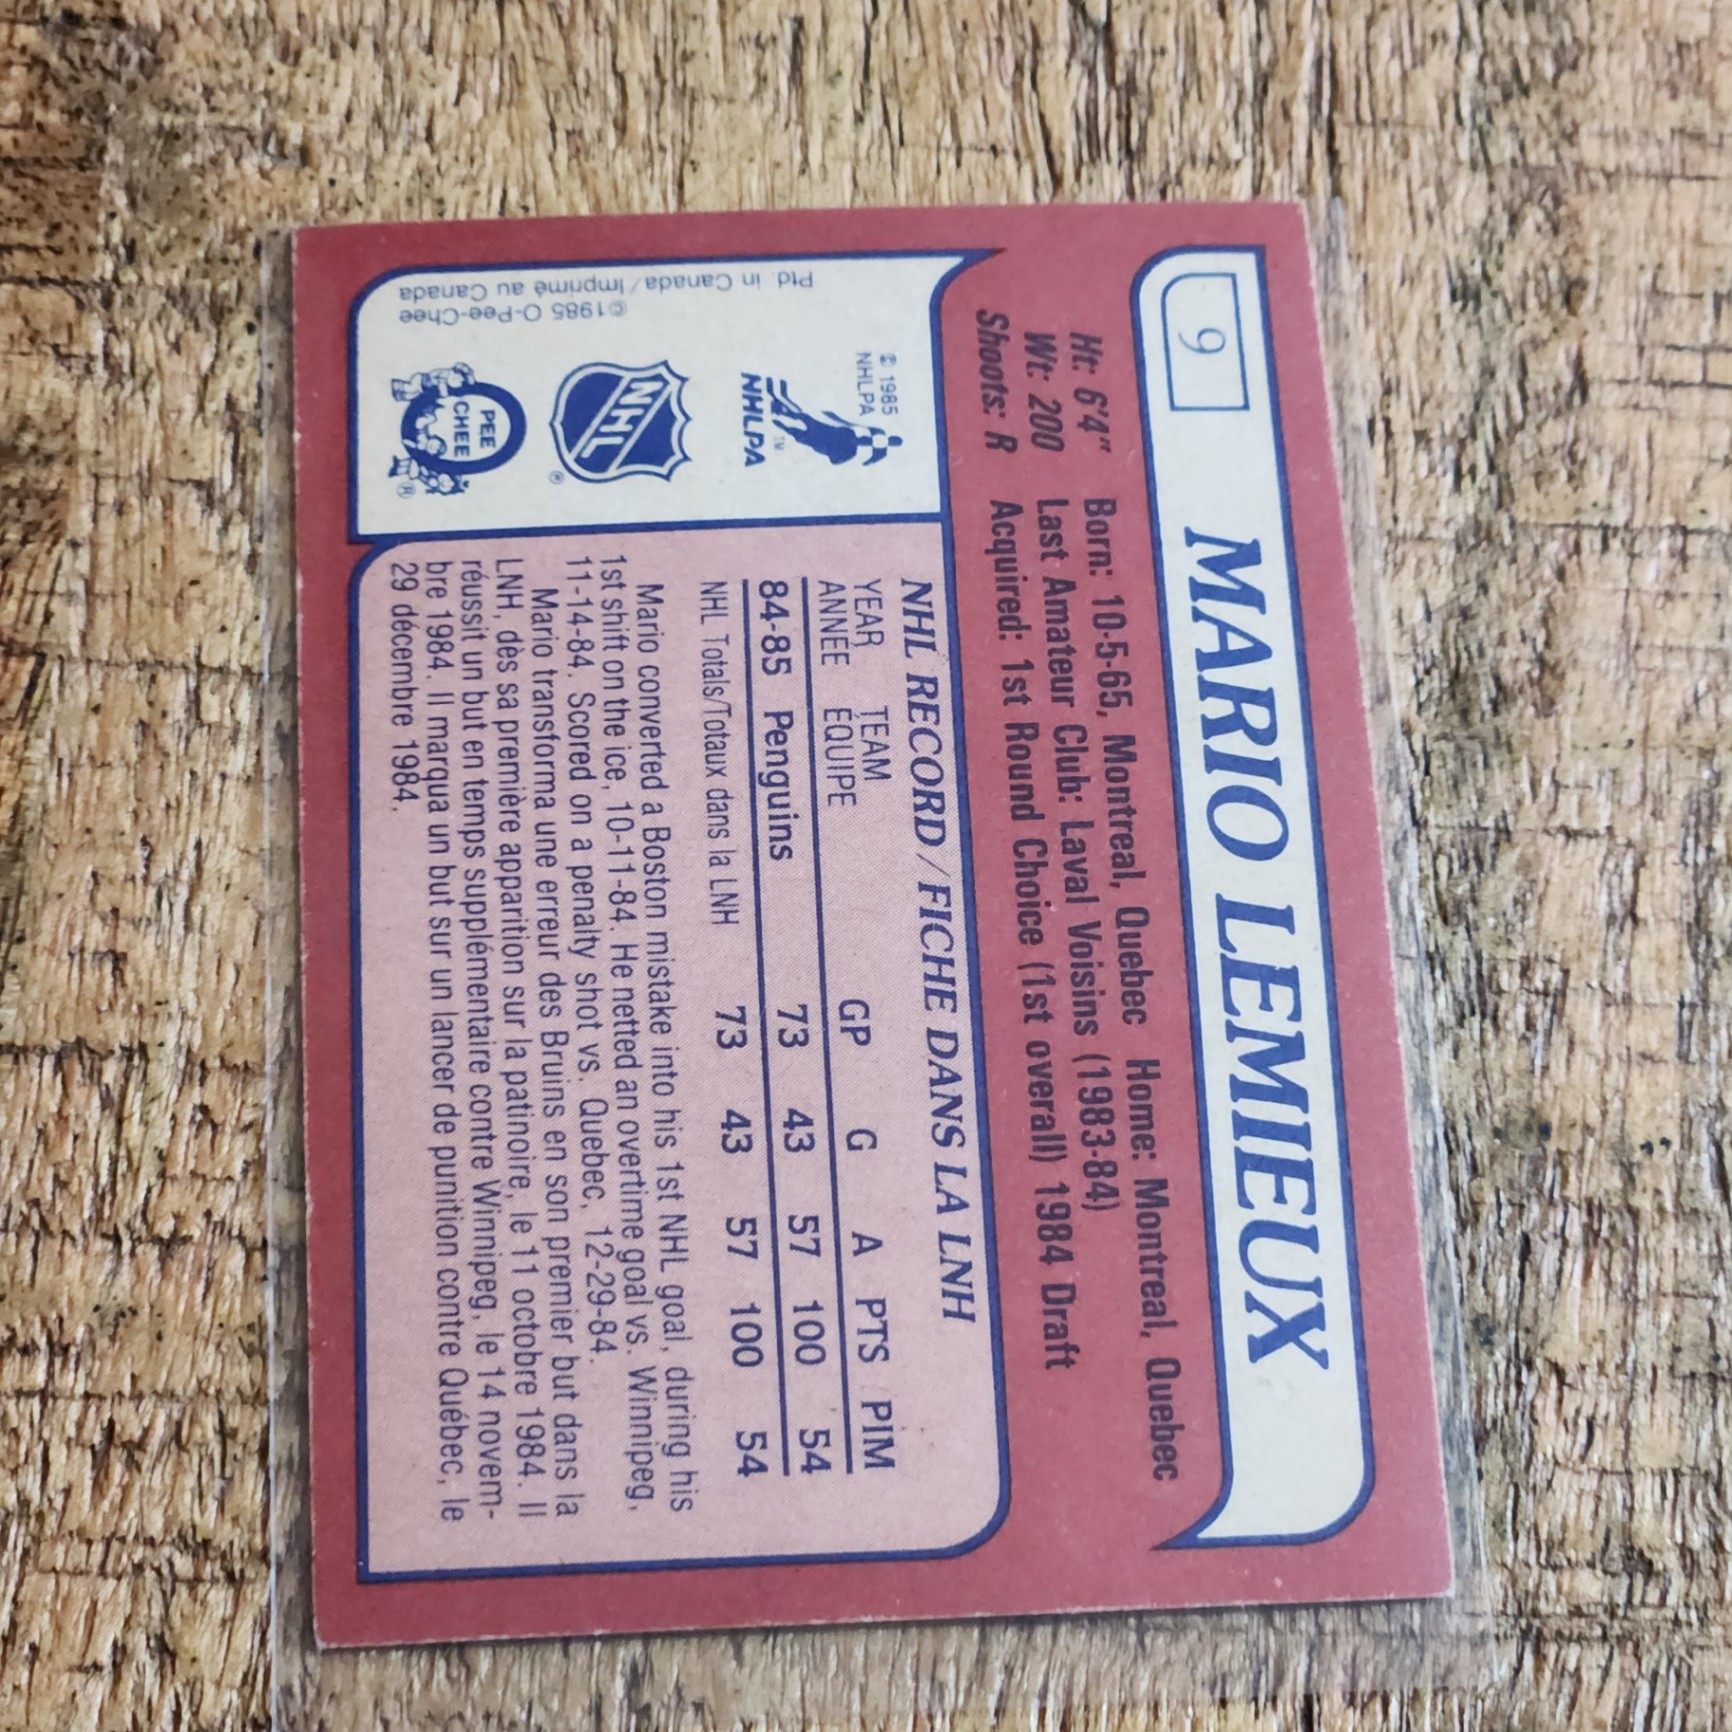 9
MARIO LEMIEUX
Ht: 6'4" Born: 10-5-65, Montreal, Quebec Home: Montreal, Quebec
Wt: 200 Last Amateur Club: Laval Voisins (1983-84)
Shoots: R Acquired: 1st Round Choice (1st overall) 1984 Draft
© 1985
NHLPA
NHLPA
TM
NHL
®
PEE
CHEE
®
©1985 O-Pee-Chee
Ptd. in Canada/Imprimé au Canada
NHL RECORD/FICHE DANS LA LNH
YEAR TEAM GP G A PTS PIM
ANNÉE ÉQUIPE
84-85 Penguins 73 43 57 100 54
NHL Totals/Totaux dans la LNH 73 43 57 100 54
Mario converted a Boston mistake into his 1st NHL goal, during his
1st shift on the ice, 10-11-84. He netted an overtime goal vs. Winnipeg,
11-14-84. Scored on a penalty shot vs. Quebec, 12-29-84.
Mario transforma une erreur des Bruins en son premier but dans la
LNH, dès sa première apparition sur la patinoire, le 11 octobre 1984. Il
réussit un but en temps supplémentaire contre Winnipeg, le 14 novem-
bre 1984. Il marqua un but sur un lancer de punition contre Québec, le
29 décembre 1984.